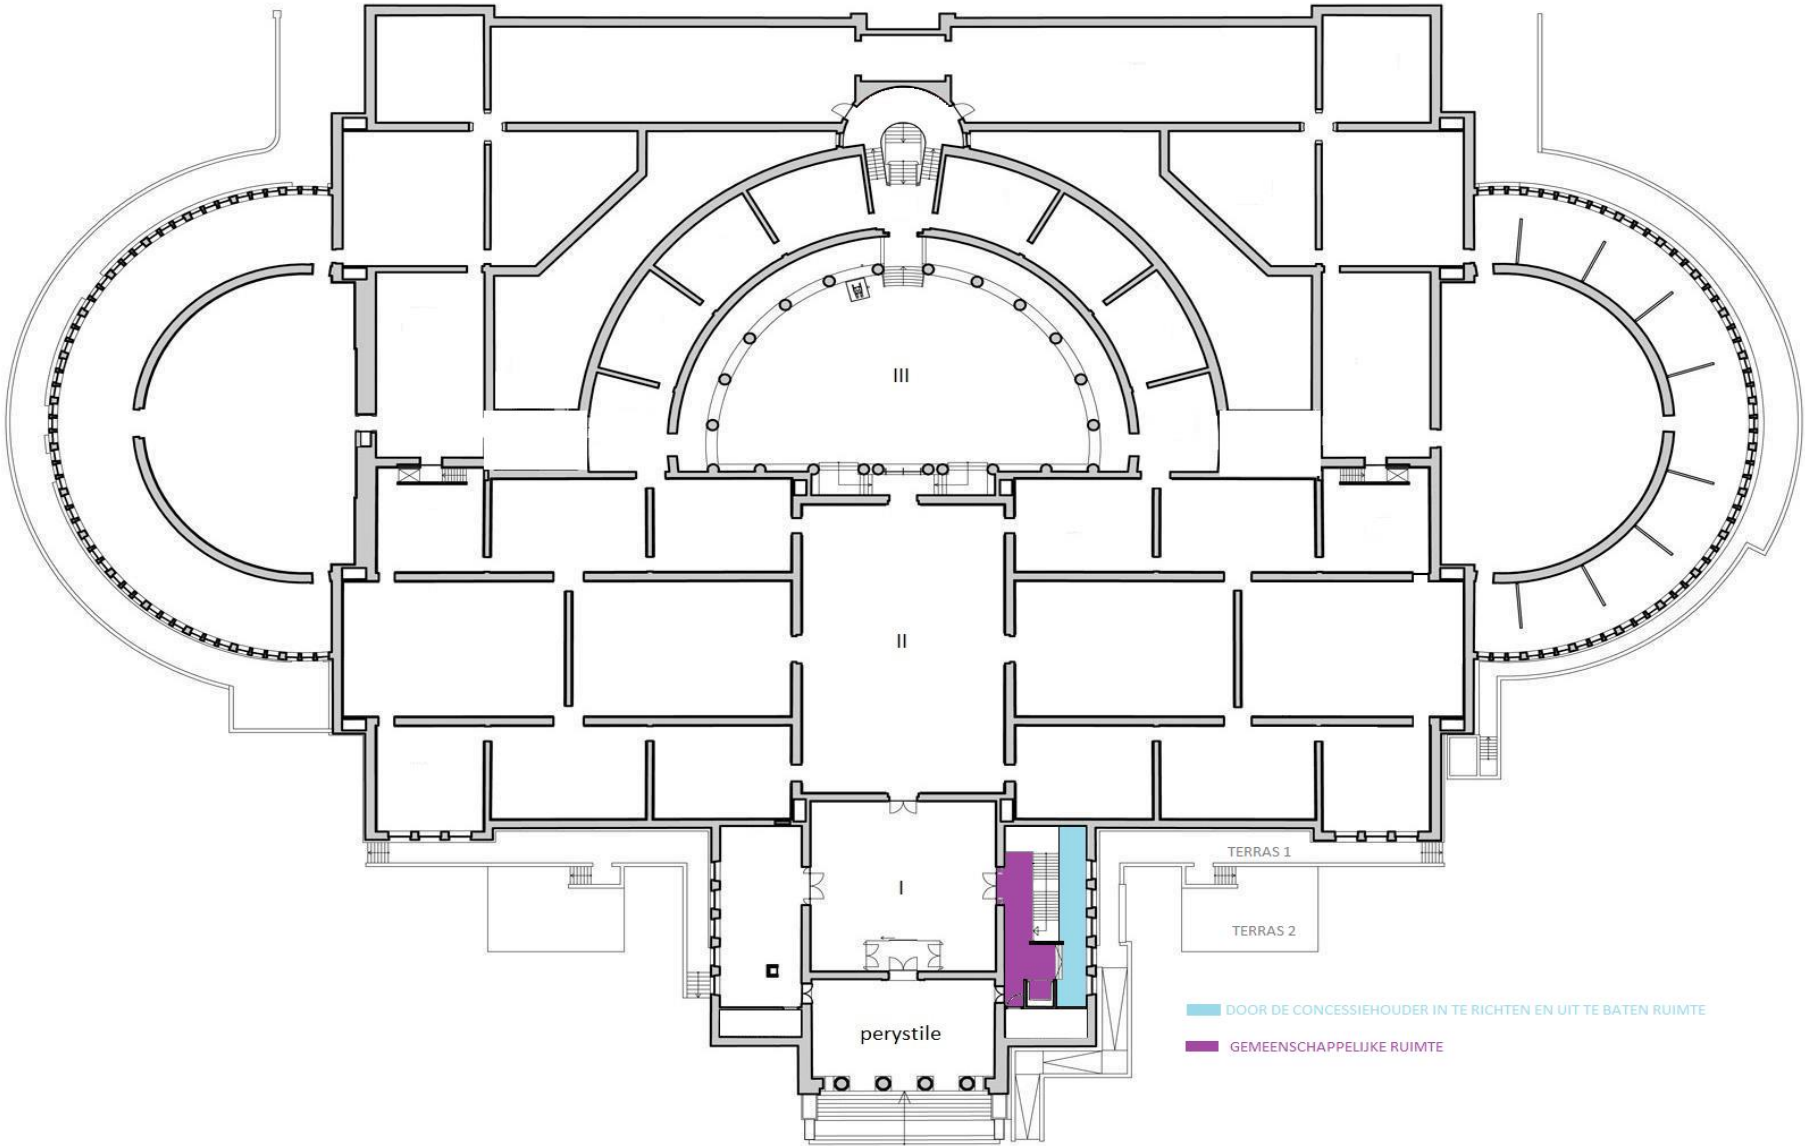 III
II
I
TERRAS 1
TERRAS 2
DOOR DE CONCESSIEHOUDER IN TE RICHTEN EN UIT TE BATEN RUIMTE
perystile
GEMEENSCHAPPELIJKE RUIMTE